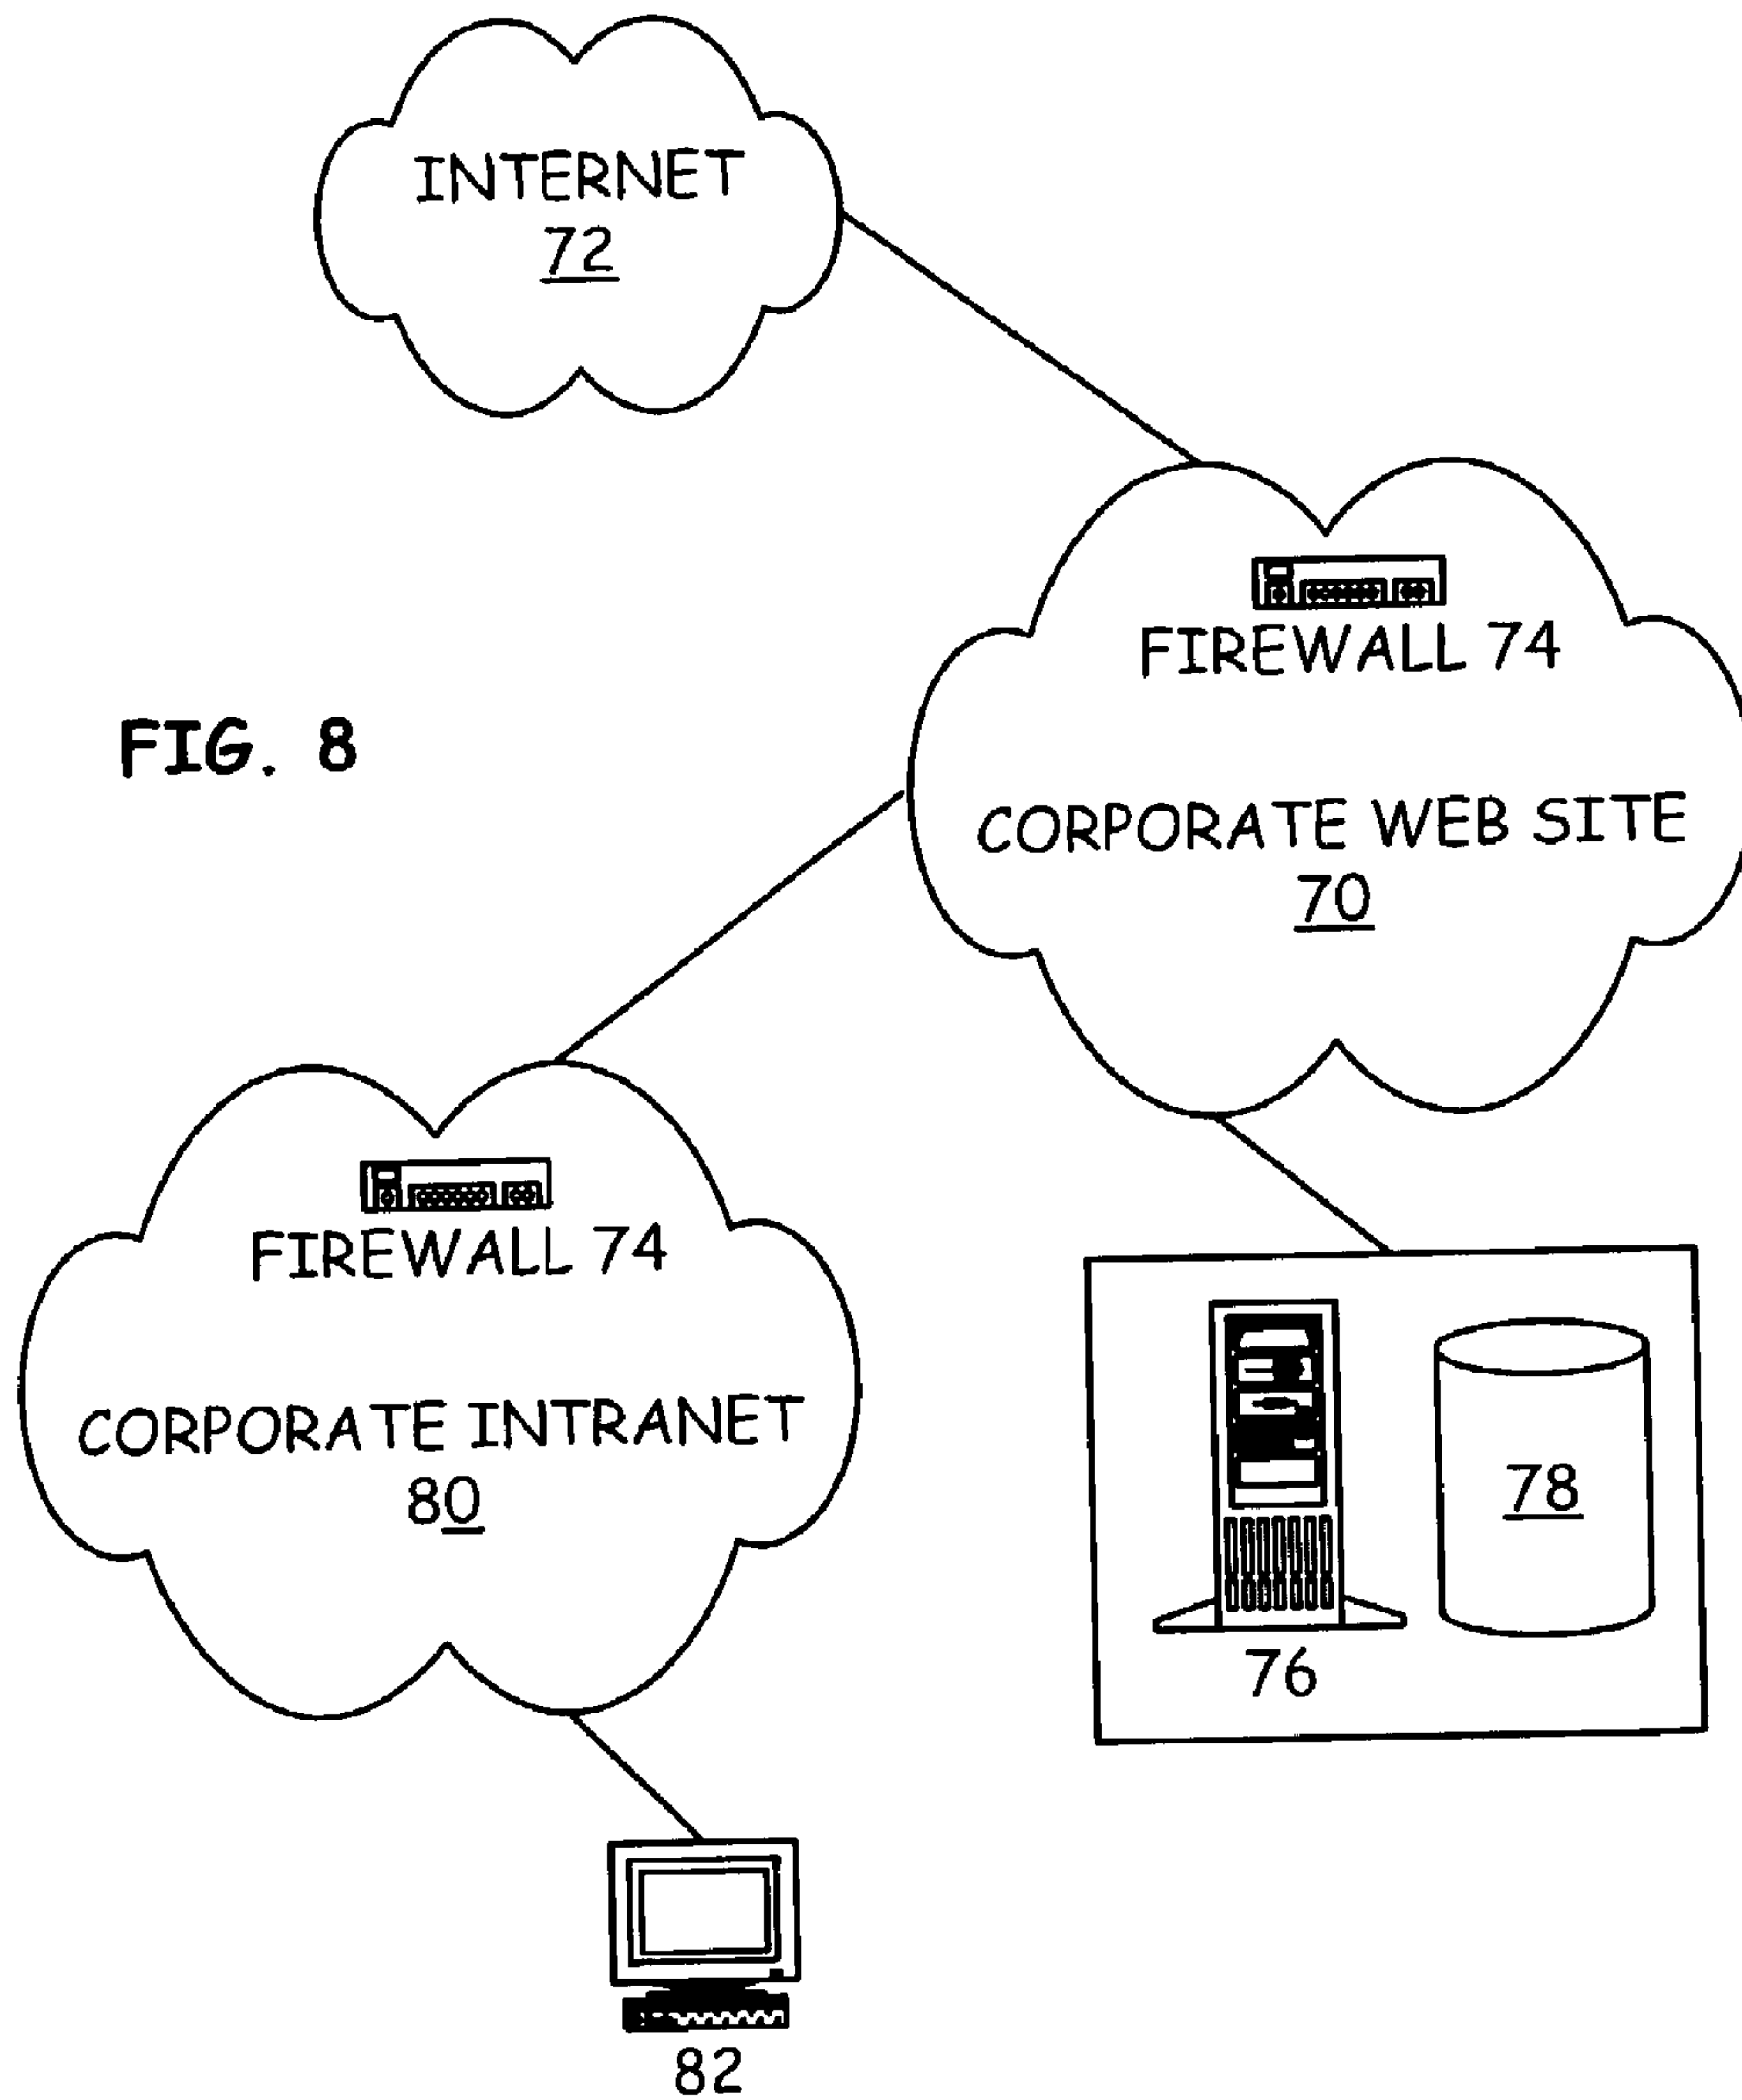 INTERNET
72
FIREWALL 74
FIG. 8
CORPORATE WEB SITE
70
FIREWALL 74
CORPORATE INTRANET
80
78
76
82